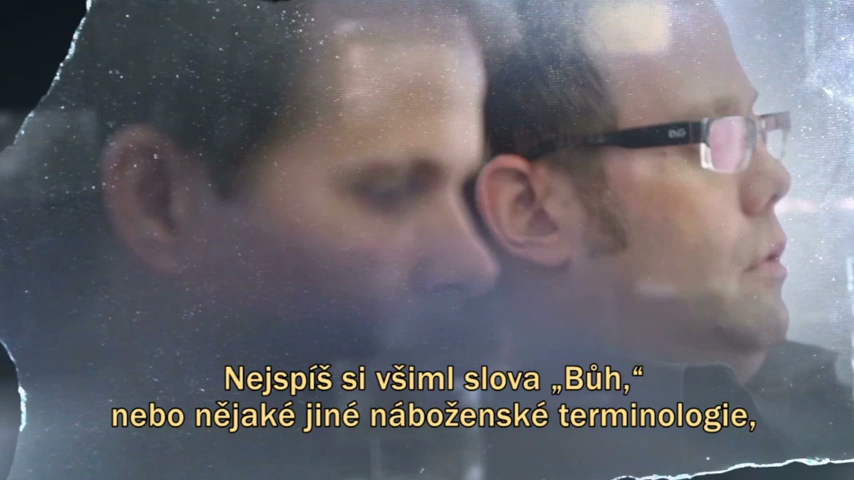 Nejspíš si všiml slova „Bůh,“
nebo nějaké jiné náboženské terminologie,